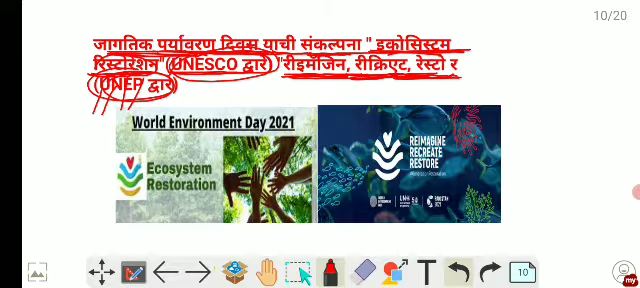 10/20
जागतिक पर्यावरण दिवस याची संकल्पना " इकोसिस्टम
रिस्टोरेशन" (UNESCO द्वारे) "रीइमॅजिन, रीक्रिएट, रेस्टो र
(UNEP द्वारे)
World Environment Day 2021
Ecosystem
Restoration
REIMAGINE
RECREATE
RESTORE
T
10
my